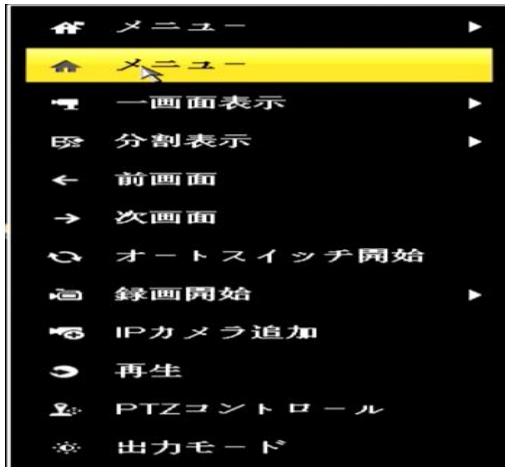 メニュー
メニュー
一画面表示
分割表示
前画面
次画面
オートスイッチ開始
録画開始
IPカメラ追加
再生
PTZコントロール
出力モード